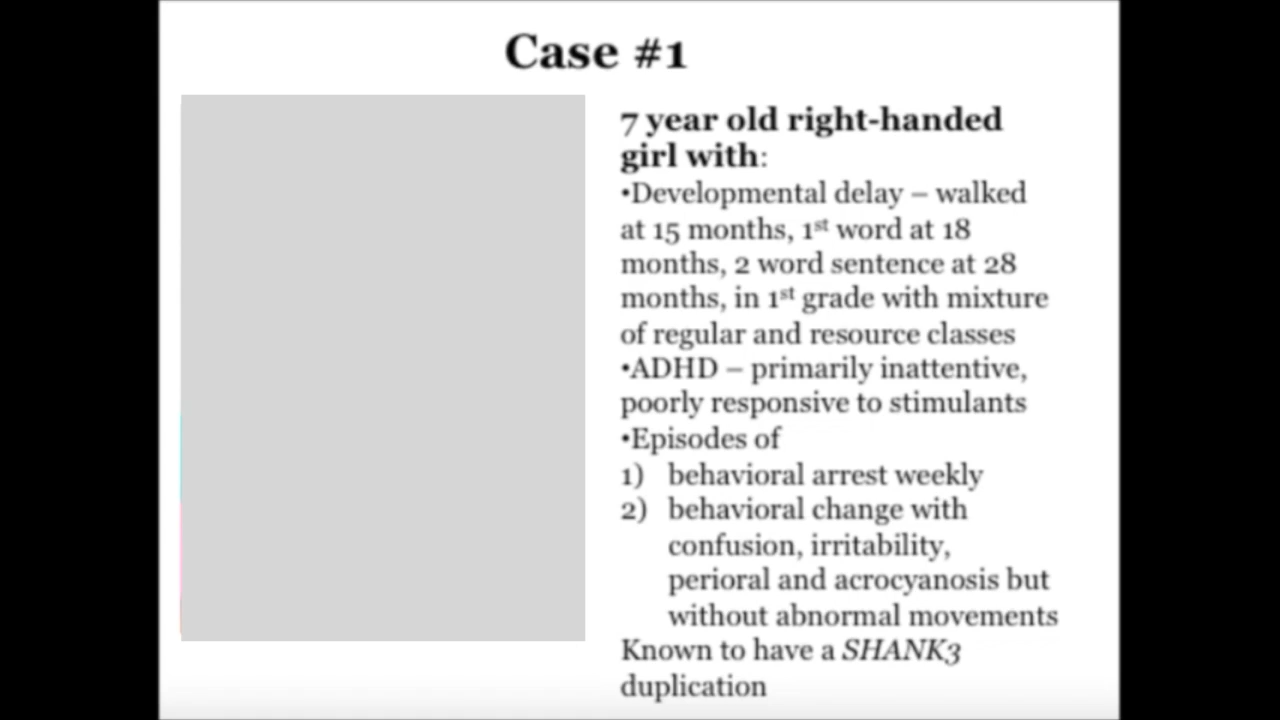 Case #1
7 year old right-handed
girl with:
•Developmental delay – walked
at 15 months, 1st word at 18
months, 2 word sentence at 28
months, in 1st grade with mixture
of regular and resource classes
•ADHD – primarily inattentive,
poorly responsive to stimulants
•Episodes of
1) behavioral arrest weekly
2) behavioral change with
confusion, irritability,
perioral and acrocyanosis but
without abnormal movements
Known to have a SHANK3
duplication